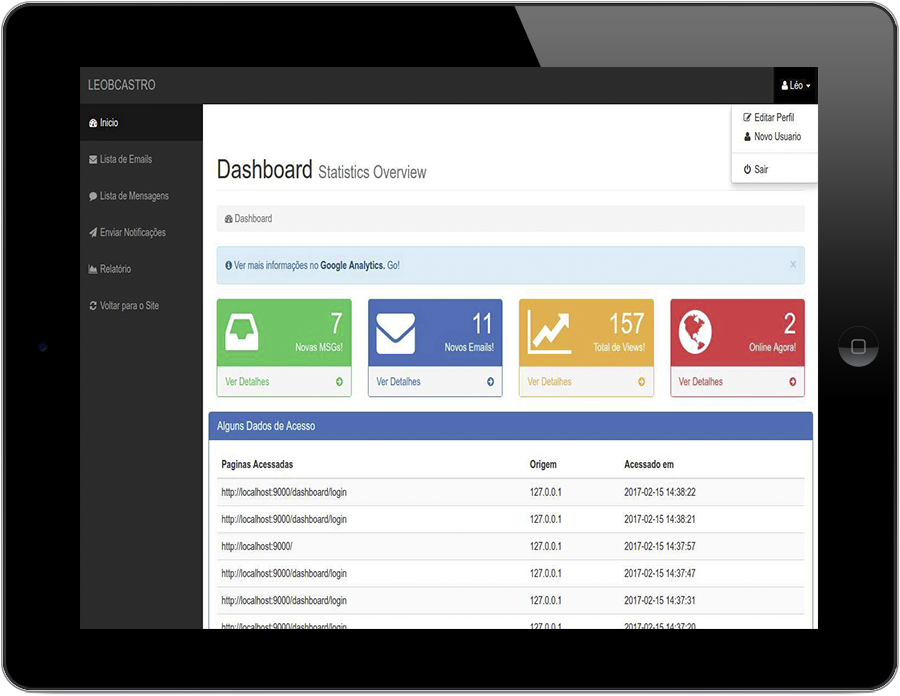 LEOBCASTRO
Léo
Inicio
Lista de Emails
Lista de Mensagens
Enviar Notificações
Relatório
Voltar para o Site
Editar Perfil
Novo Usuario
Sair
Dashboard Statistics Overview
Dashboard
Ver mais informações no Google Analytics. Go! ×
7
Novas MSGs!
Ver Detalhes
11
Novos Emails!
Ver Detalhes
157
Total de Views!
Ver Detalhes
2
Online Agora!
Ver Detalhes
Alguns Dados de Acesso
Paginas Acessadas Origem Acessado em
http://localhost:9000/dashboard/login 127.0.0.1 2017-02-15 14:38:22
http://localhost:9000/dashboard/login 127.0.0.1 2017-02-15 14:38:21
http://localhost:9000/ 127.0.0.1 2017-02-15 14:37:57
http://localhost:9000/dashboard/login 127.0.0.1 2017-02-15 14:37:47
http://localhost:9000/dashboard/login 127.0.0.1 2017-02-15 14:37:31
http://localhost:9000/dashboard/login 127.0.0.1 2017-02-15 14:37:20